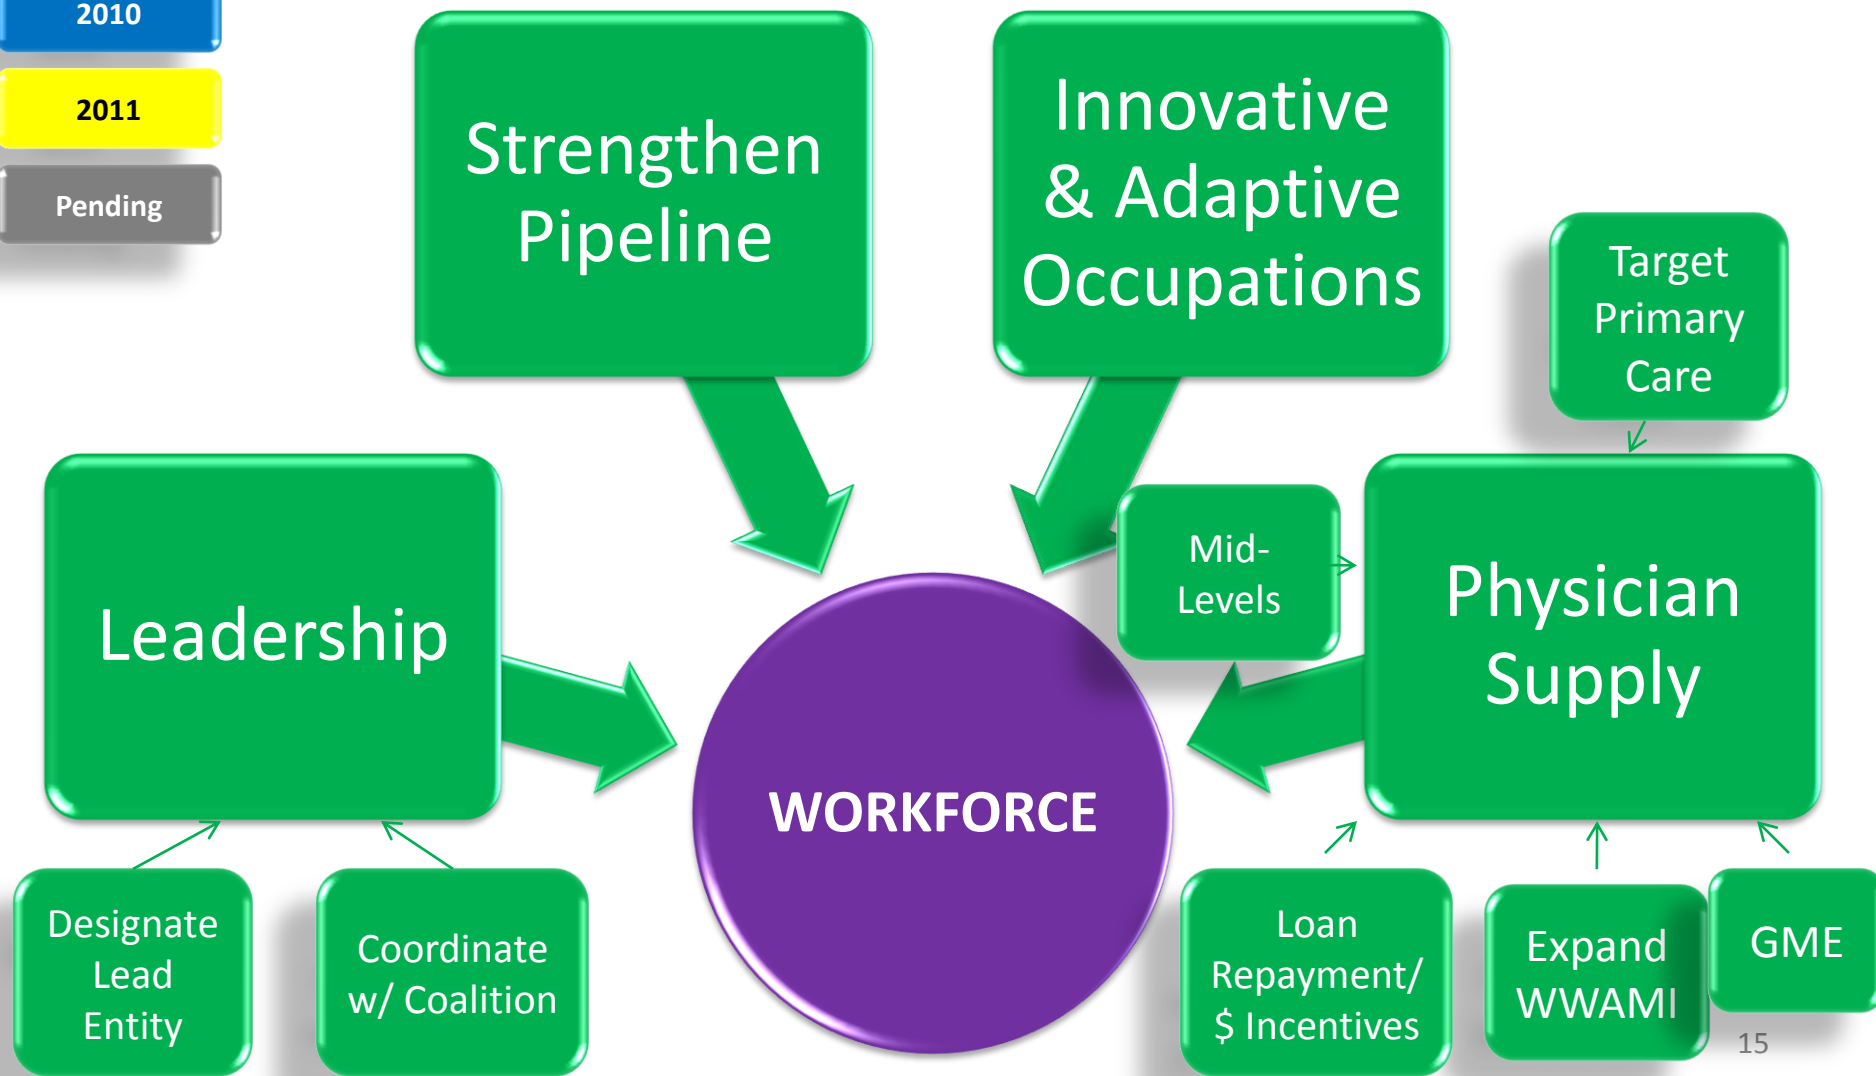 2010
2011
Pending
Strengthen
Pipeline
Innovative
& Adaptive
Occupations
Target
Primary
Care
Leadership
Mid-
Levels
Physician
Supply
WORKFORCE
Designate
Lead
Entity
Coordinate
w/ Coalition
Loan
Repayment/
$ Incentives
Expand
WWAMI
GME
15